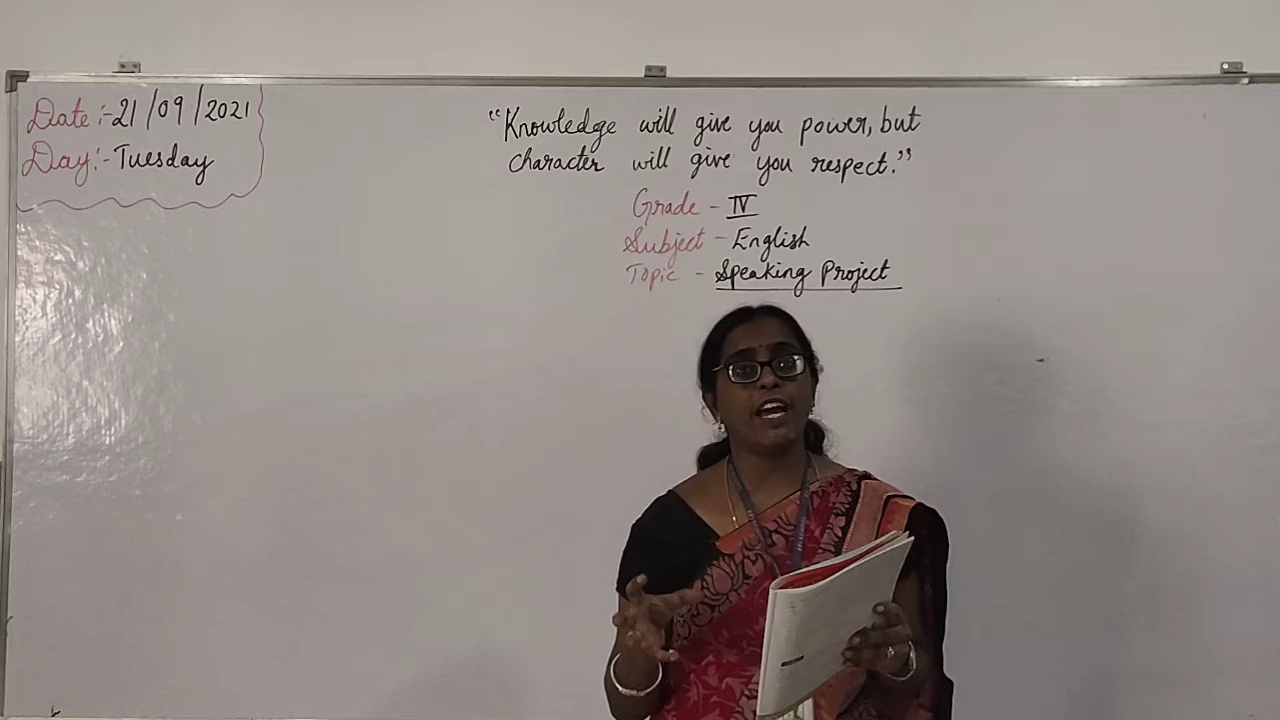 Date :- 21/09/2021
Day :- Tuesday
"Knowledge will give you power, but
character will give you respect."
Grade - IV
Subject - English
Topic - Speaking Project